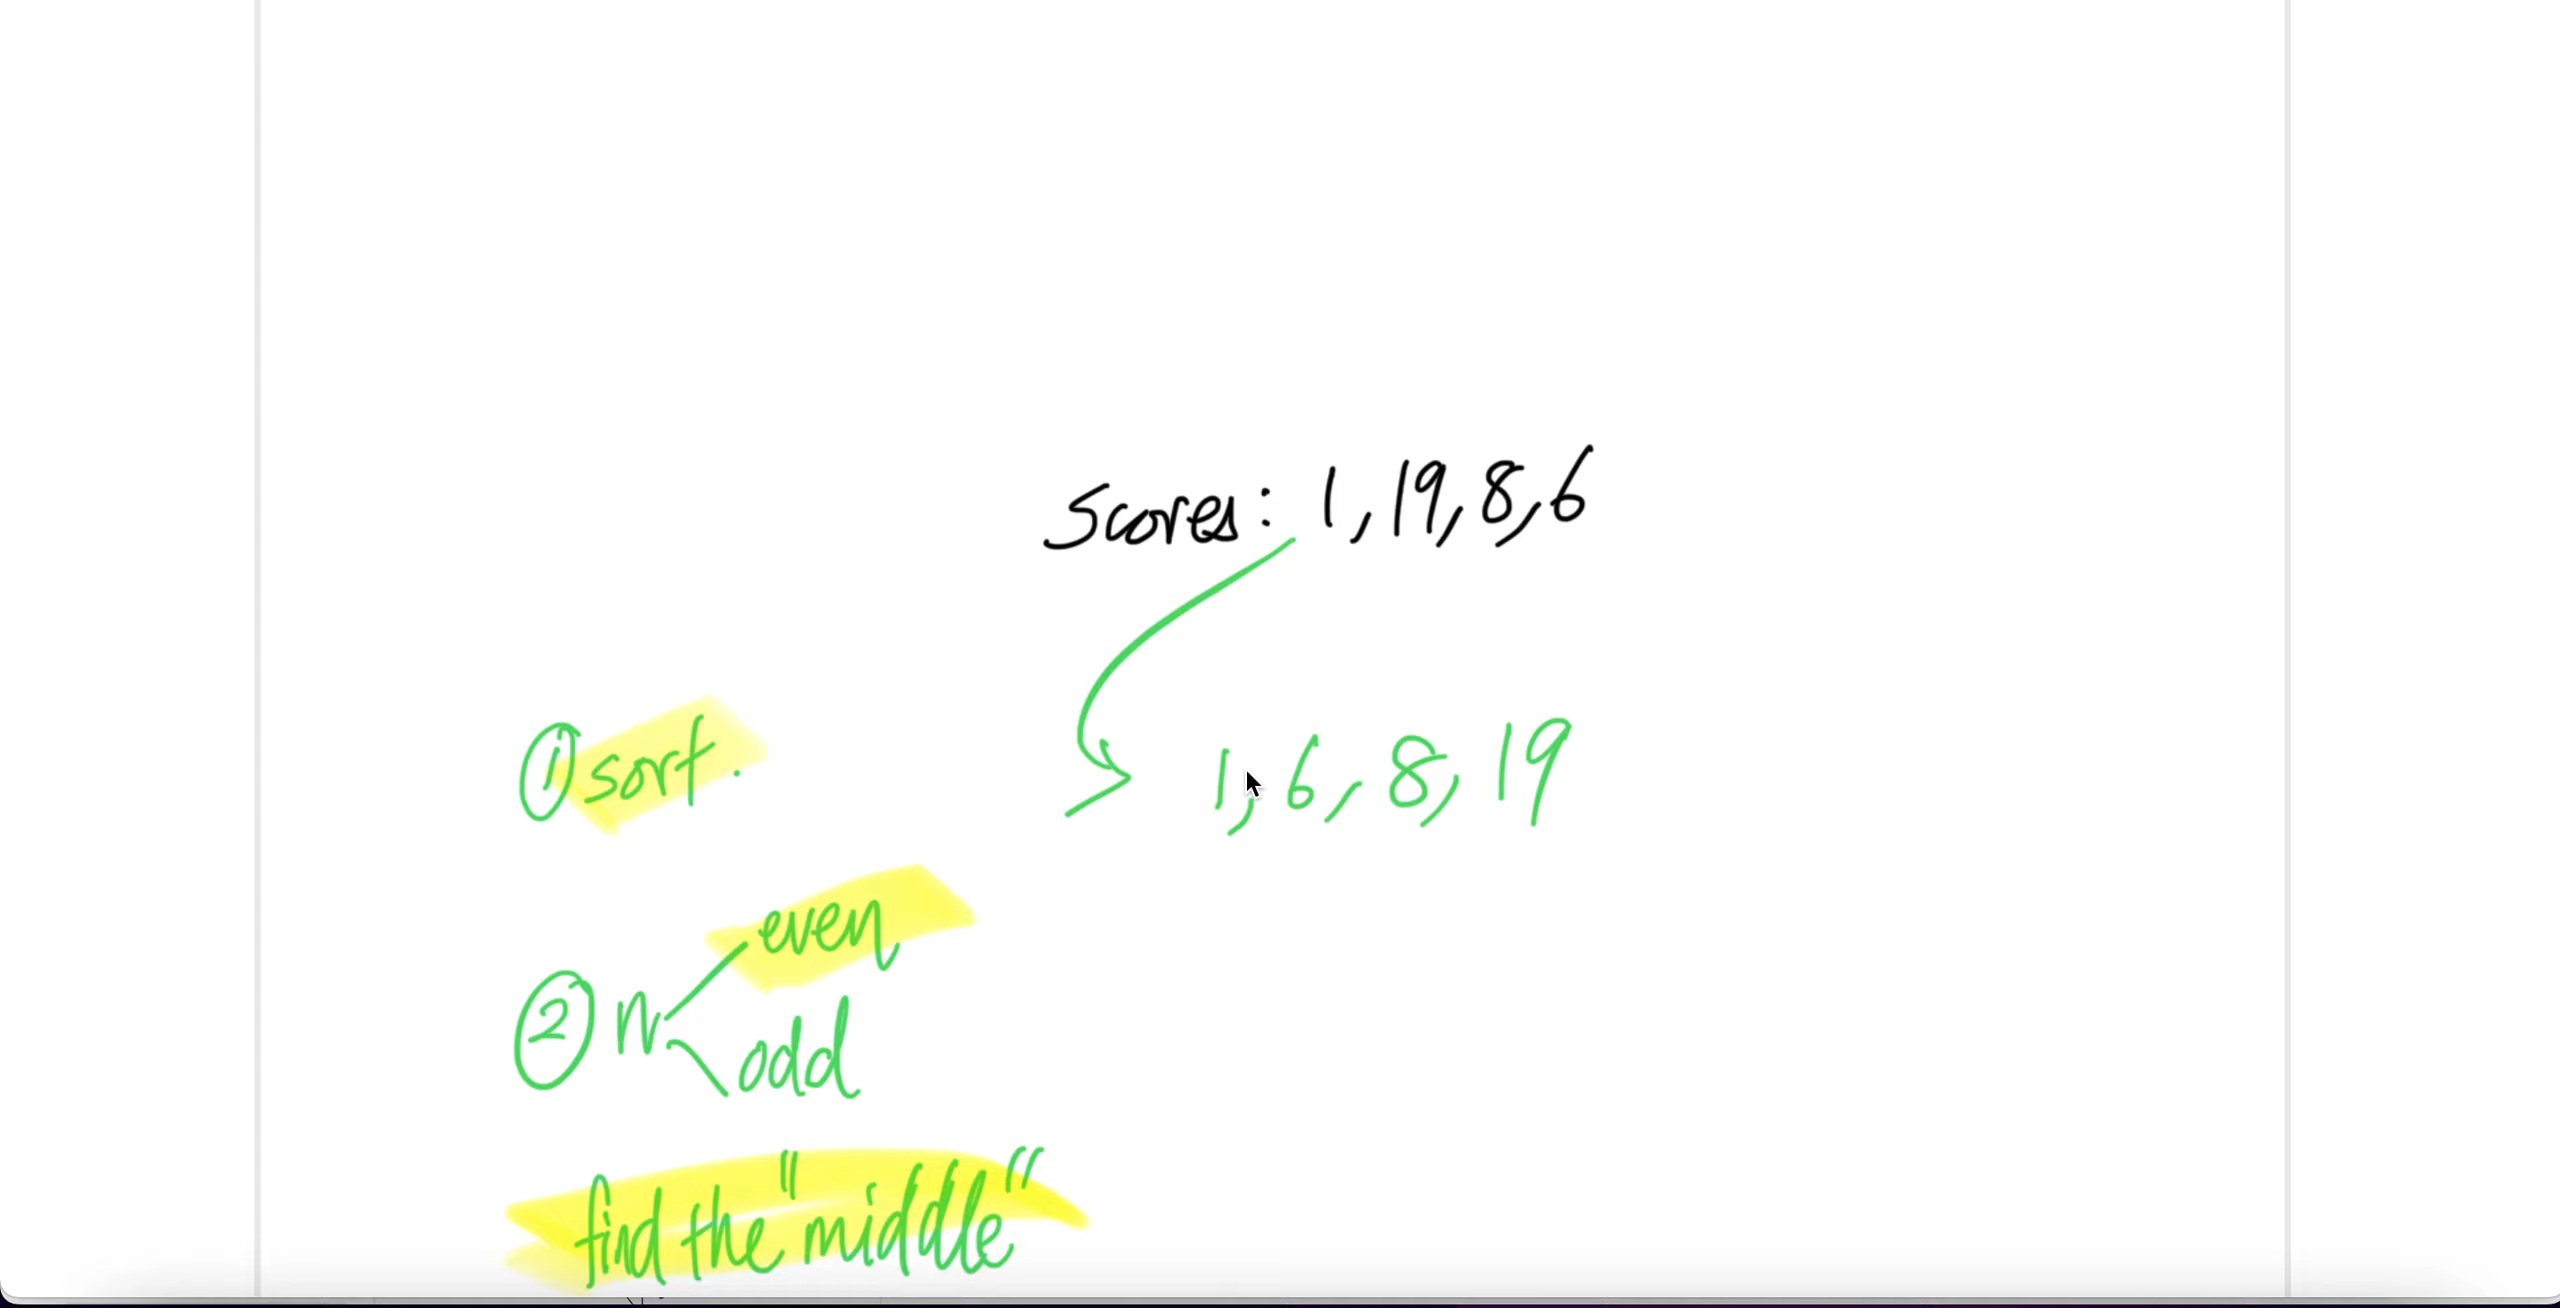 Scores: 1, 19, 8, 6
① sort.
1, 6, 8, 19
② n
even
odd
find the "middle"